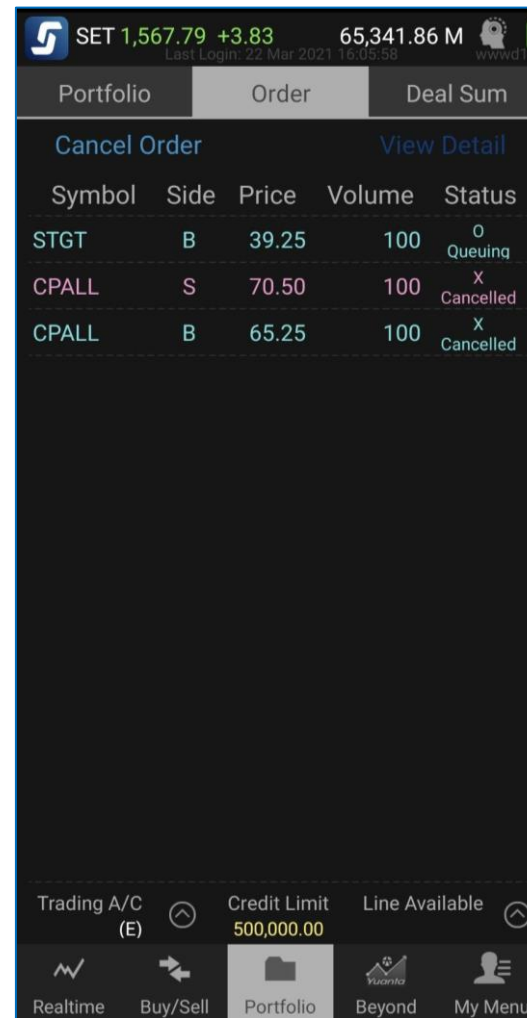 SET 1,567.79 +3.83 65,341.86 M
Last Login: 22 Mar 2021 16:05:58 wwwd1
Portfolio Order Deal Sum
Cancel Order View Detail
Symbol Side Price Volume Status
STGT B 39.25 100 O Queuing
CPALL S 70.50 100 X Cancelled
CPALL B 65.25 100 X Cancelled
Trading A/C Credit Limit Line Available
(E) 500,000.00
Yuanta
Realtime Buy/Sell Portfolio Beyond My Menu